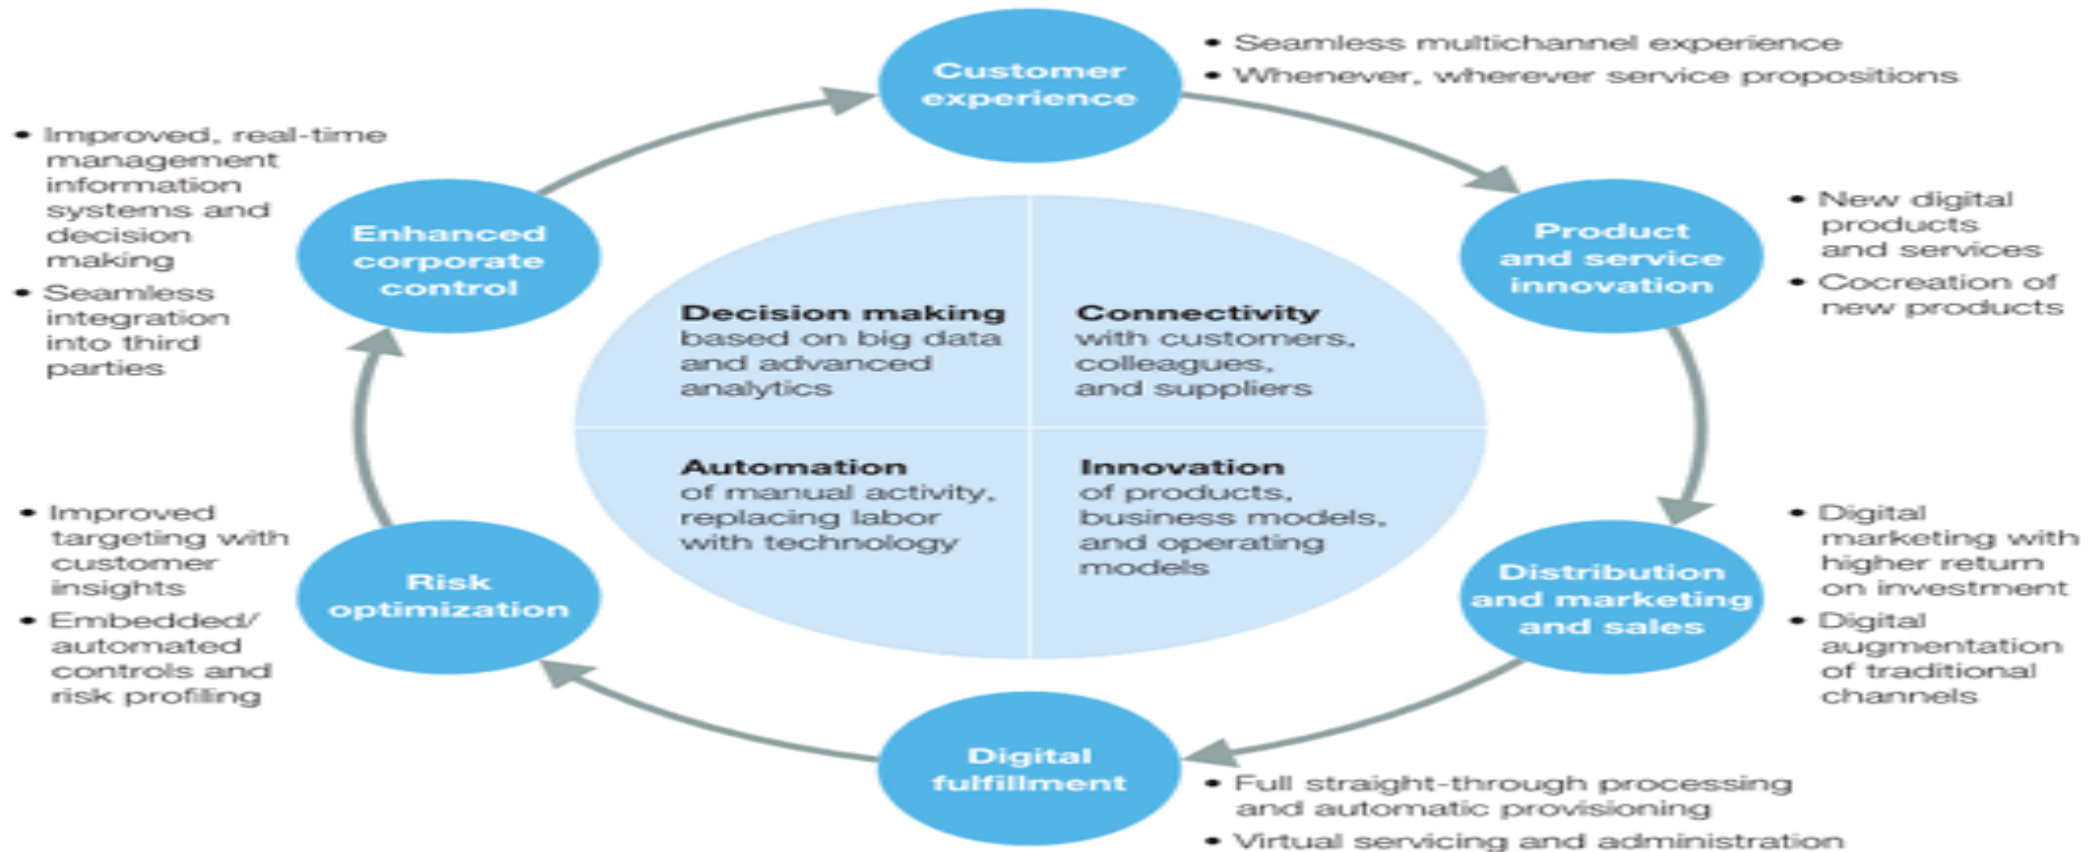 Customer
experience
• Seamless multichannel experience
• Whenever, wherever service propositions
Product
and service
innovation
• New digital
products
and services
• Cocreation of
new products
Distribution
and marketing
and sales
• Digital
marketing with
higher return
on investment
• Digital
augmentation
of traditional
channels
Digital
fulfillment
• Full straight-through processing
and automatic provisioning
• Virtual servicing and administration
Risk
optimization
• Improved
targeting with
customer
insights
• Embedded/
automated
controls and
risk profiling
Enhanced
corporate
control
• Improved, real-time
management
information
systems and
decision
making
• Seamless
integration
into third
parties
Decision making
based on big data
and advanced
analytics
Connectivity
with customers,
colleagues,
and suppliers
Automation
of manual activity,
replacing labor
with technology
Innovation
of products,
business models,
and operating
models